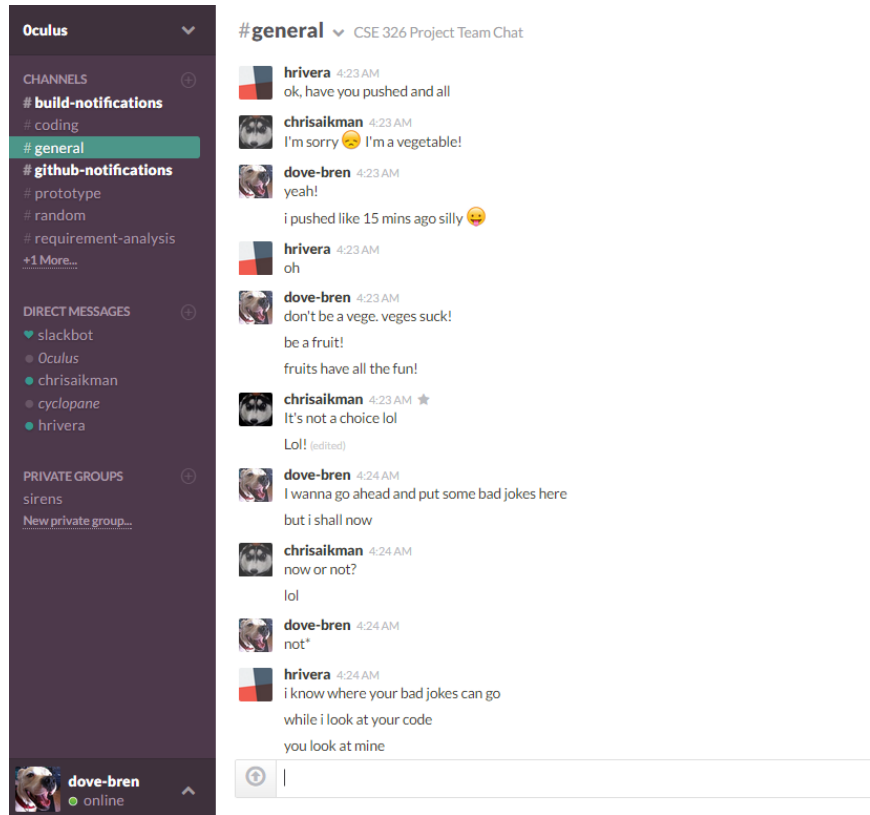 0culus
CHANNELS
# build-notifications
# coding
# general
# github-notifications
# prototype
# random
# requirement-analysis
+1 More...
DIRECT MESSAGES
slackbot
0culus
chrisaikman
cyclopane
hrivera
PRIVATE GROUPS
sirens
New private group...
dove-bren
online
#general CSE 326 Project Team Chat
hrivera 4:23 AM
ok, have you pushed and all
chrisaikman 4:23 AM
I'm sorry 😞 I'm a vegetable!
dove-bren 4:23 AM
yeah!
i pushed like 15 mins ago silly 😛
hrivera 4:23 AM
oh
dove-bren 4:23 AM
don't be a vege. veges suck!
be a fruit!
fruits have all the fun!
chrisaikman 4:23 AM ★
It's not a choice lol
Lol! (edited)
dove-bren 4:24 AM
I wanna go ahead and put some bad jokes here
but i shall now
chrisaikman 4:24 AM
now or not?
lol
dove-bren 4:24 AM
not*
hrivera 4:24 AM
i know where your bad jokes can go
while i look at your code
you look at mine